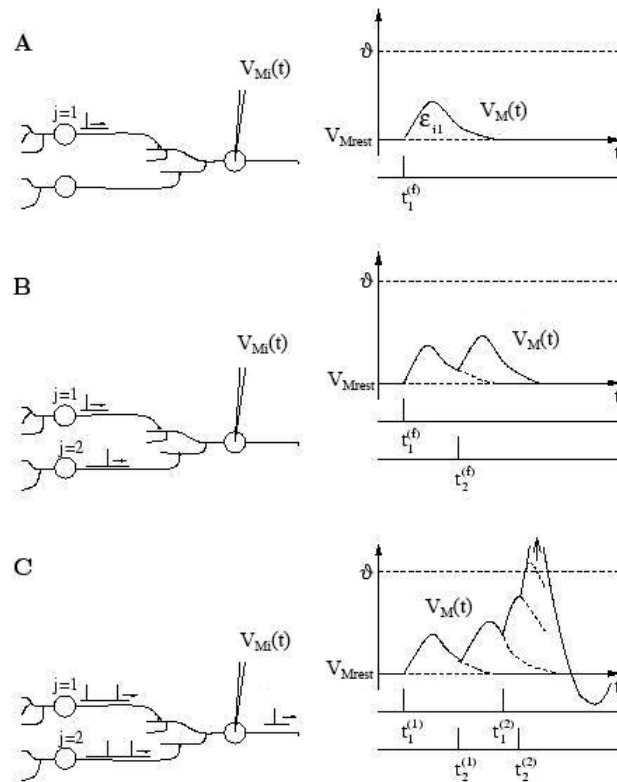 A
V_Mi(t)
j=1
ϑ
ε_i1
V_M(t)
V_Mrest
t
t_1^(f)
B
V_Mi(t)
j=1
j=2
ϑ
V_M(t)
V_Mrest
t
t_1^(f)
t_2^(f)
C
V_Mi(t)
j=1
j=2
ϑ
V_M(t)
V_Mrest
t
t_1^(1)
t_1^(2)
t_2^(1)
t_2^(2)